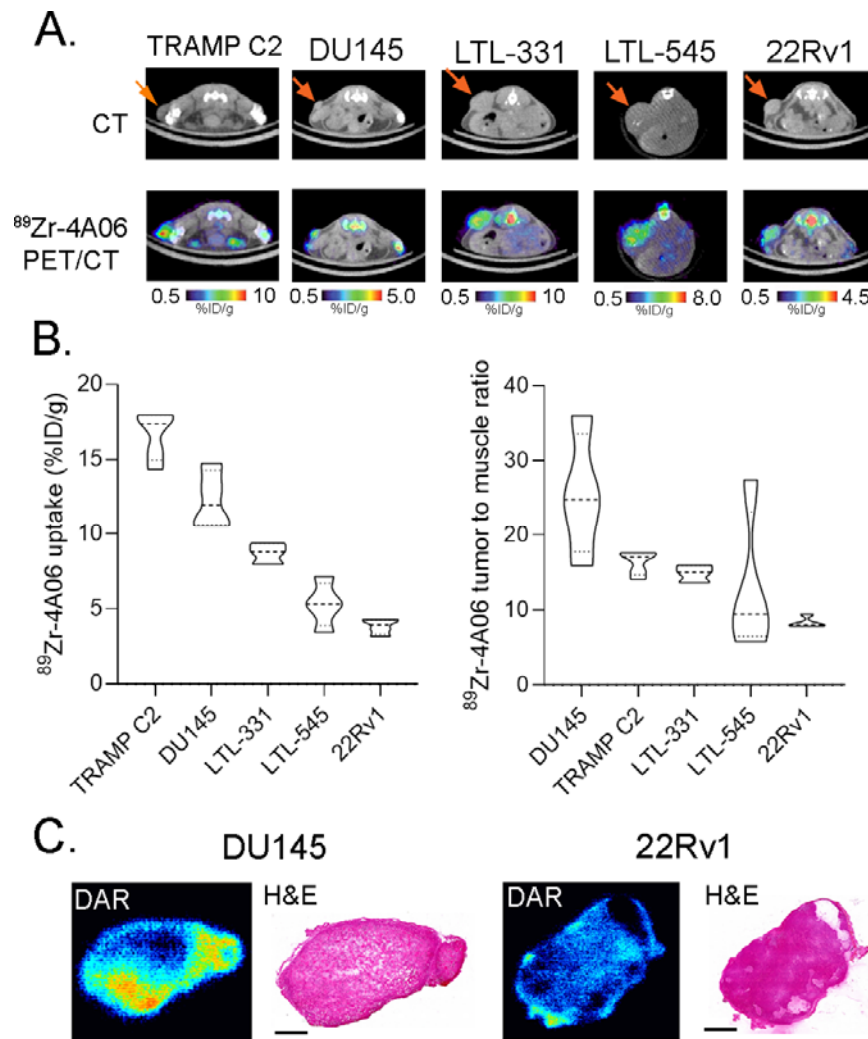 A.
TRAMP C2 DU145 LTL-331 LTL-545 22Rv1
CT
⁸⁹Zr-4A06
PET/CT
0.5 10 0.5 5.0 0.5 10 0.5 8.0 0.5 4.5
%ID/g %ID/g %ID/g %ID/g %ID/g
B.
⁸⁹Zr-4A06 uptake (%ID/g)
20
15
10
5
0
TRAMP C2
DU145
LTL-331
LTL-545
22Rv1
⁸⁹Zr-4A06 tumor to muscle ratio
40
30
20
10
0
DU145
TRAMP C2
LTL-331
LTL-545
22Rv1
C.
DU145 22Rv1
DAR H&E DAR H&E